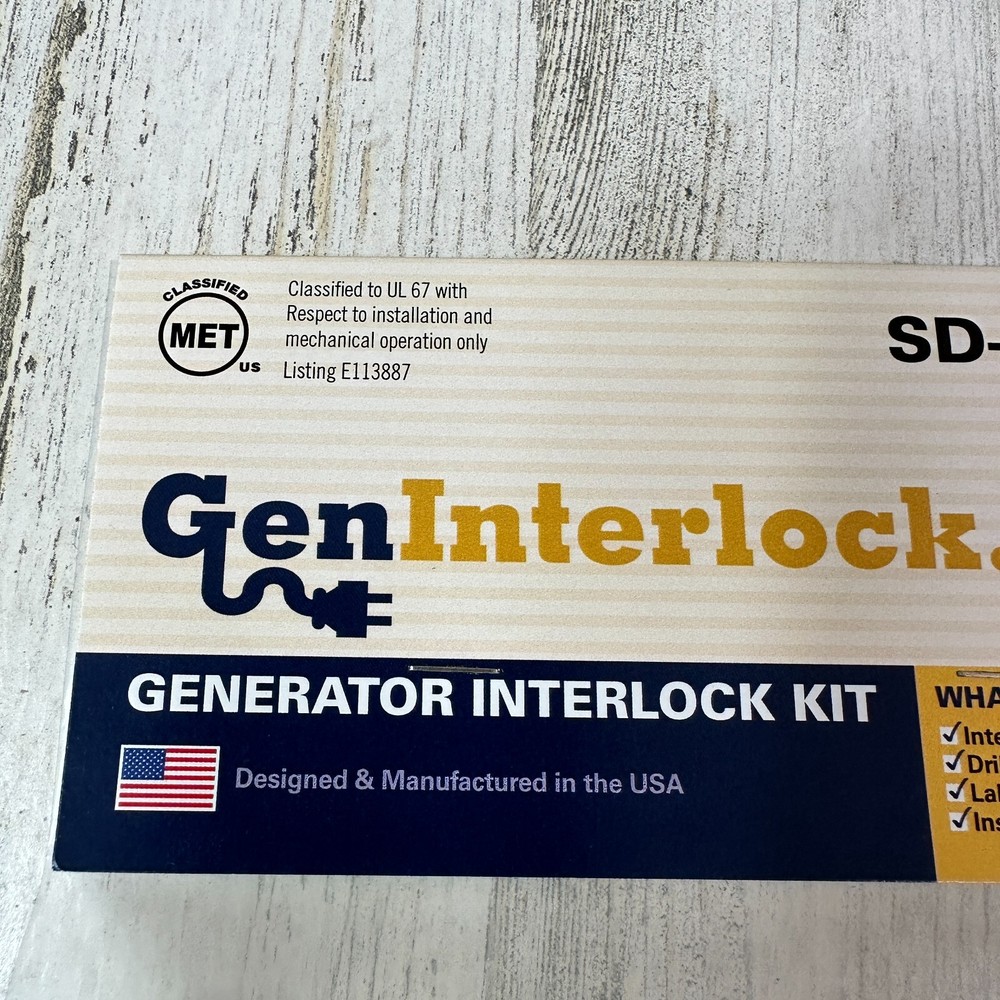 CLASSIFIED
MET
US
Classified to UL 67 with
Respect to installation and
mechanical operation only
Listing E113887
SD-
GenInterlock.
GENERATOR INTERLOCK KIT
Designed & Manufactured in the USA